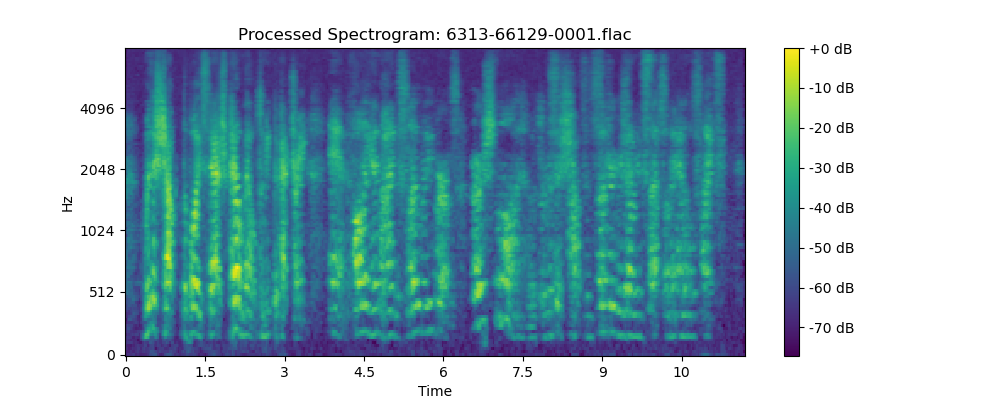 Processed Spectrogram: 6313-66129-0001.flac
Hz
4096
2048
1024
512
0
0 1.5 3 4.5 6 7.5 9 10
Time
+0 dB
-10 dB
-20 dB
-30 dB
-40 dB
-50 dB
-60 dB
-70 dB